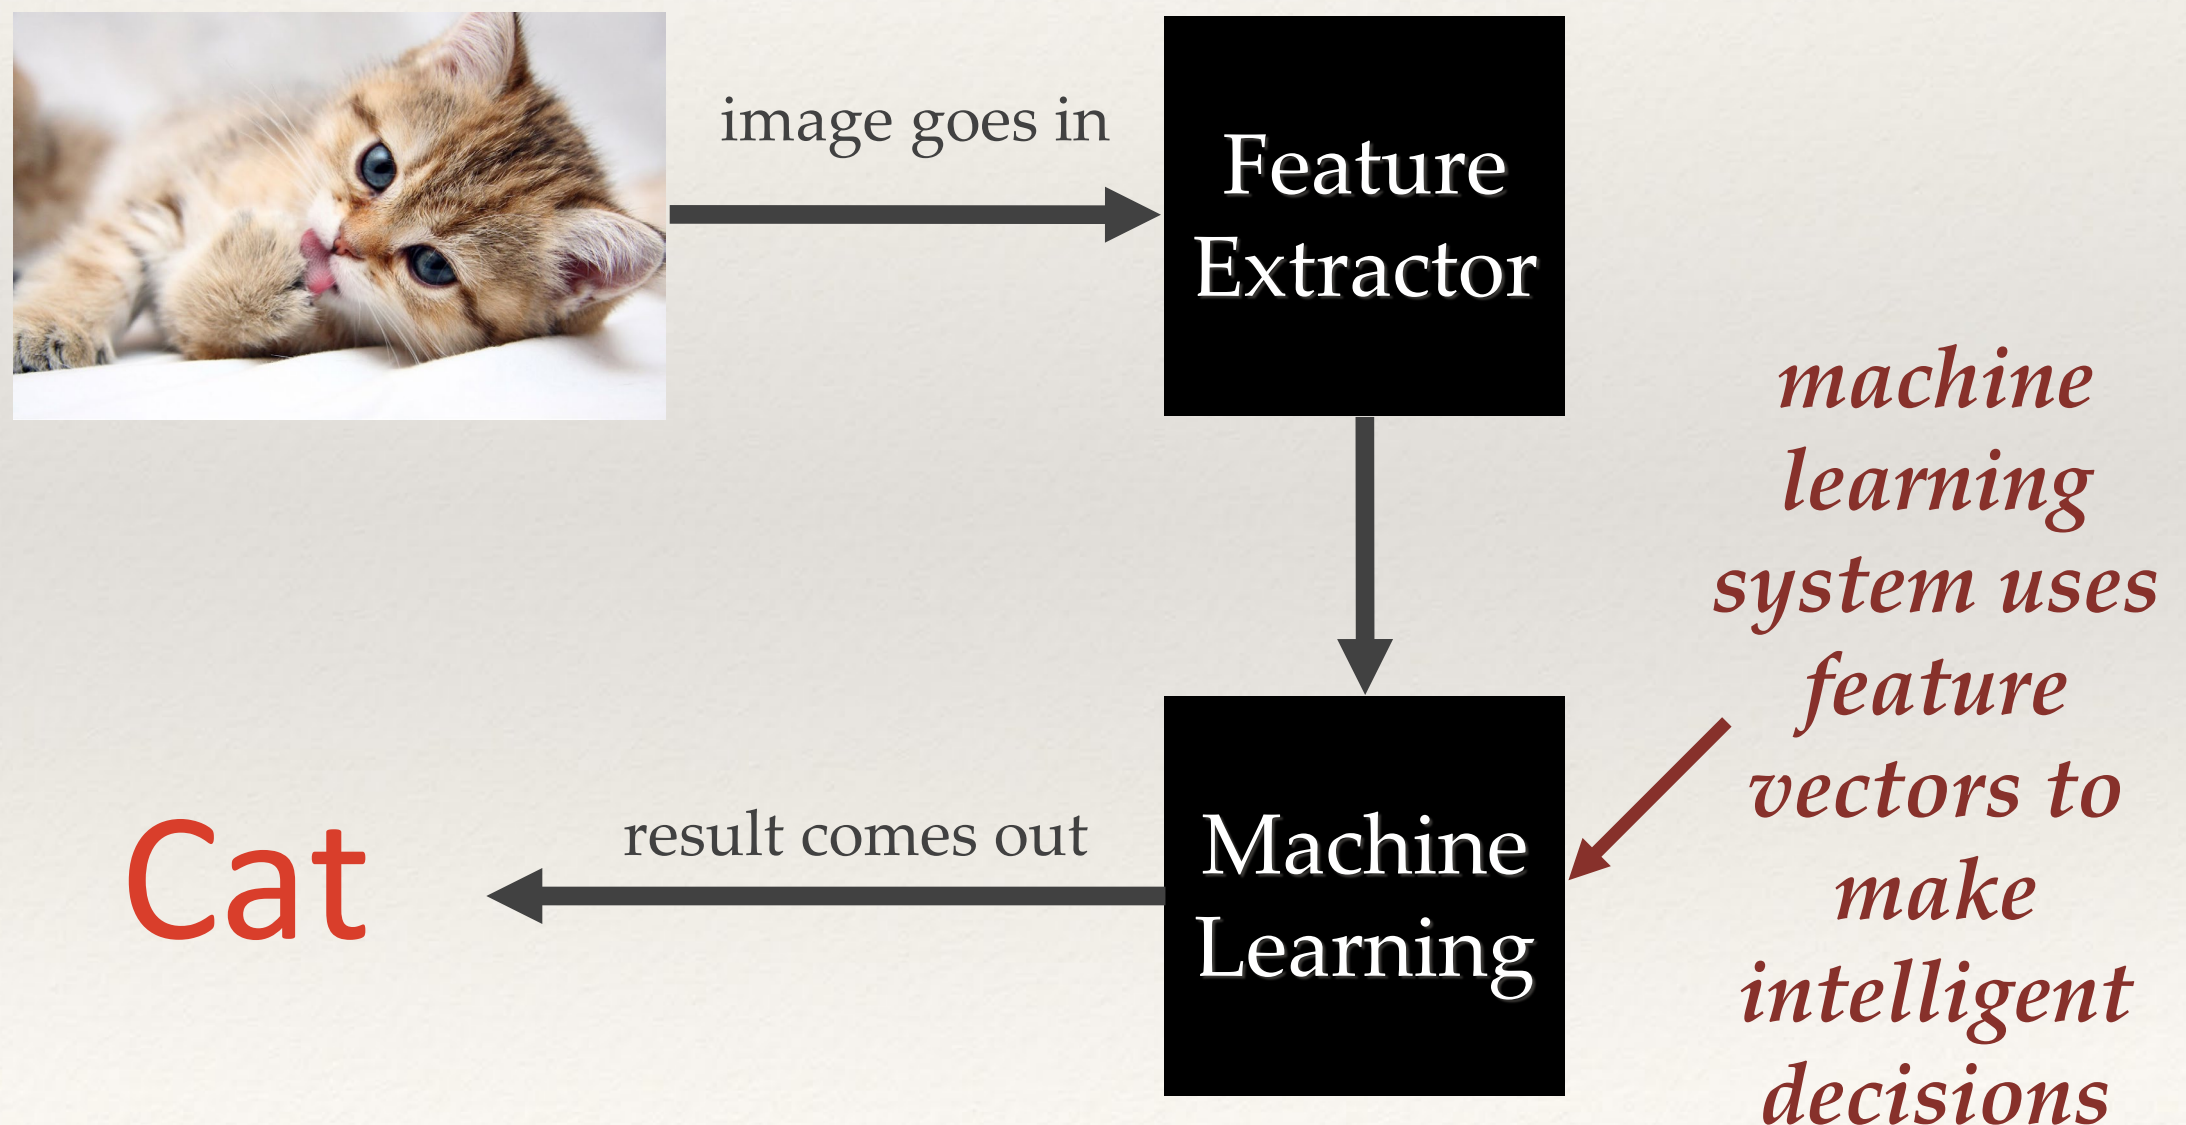 image goes in
Feature
Extractor
machine
learning
system uses
feature
vectors to
make
intelligent
decisions
Machine
Learning
result comes out
Cat